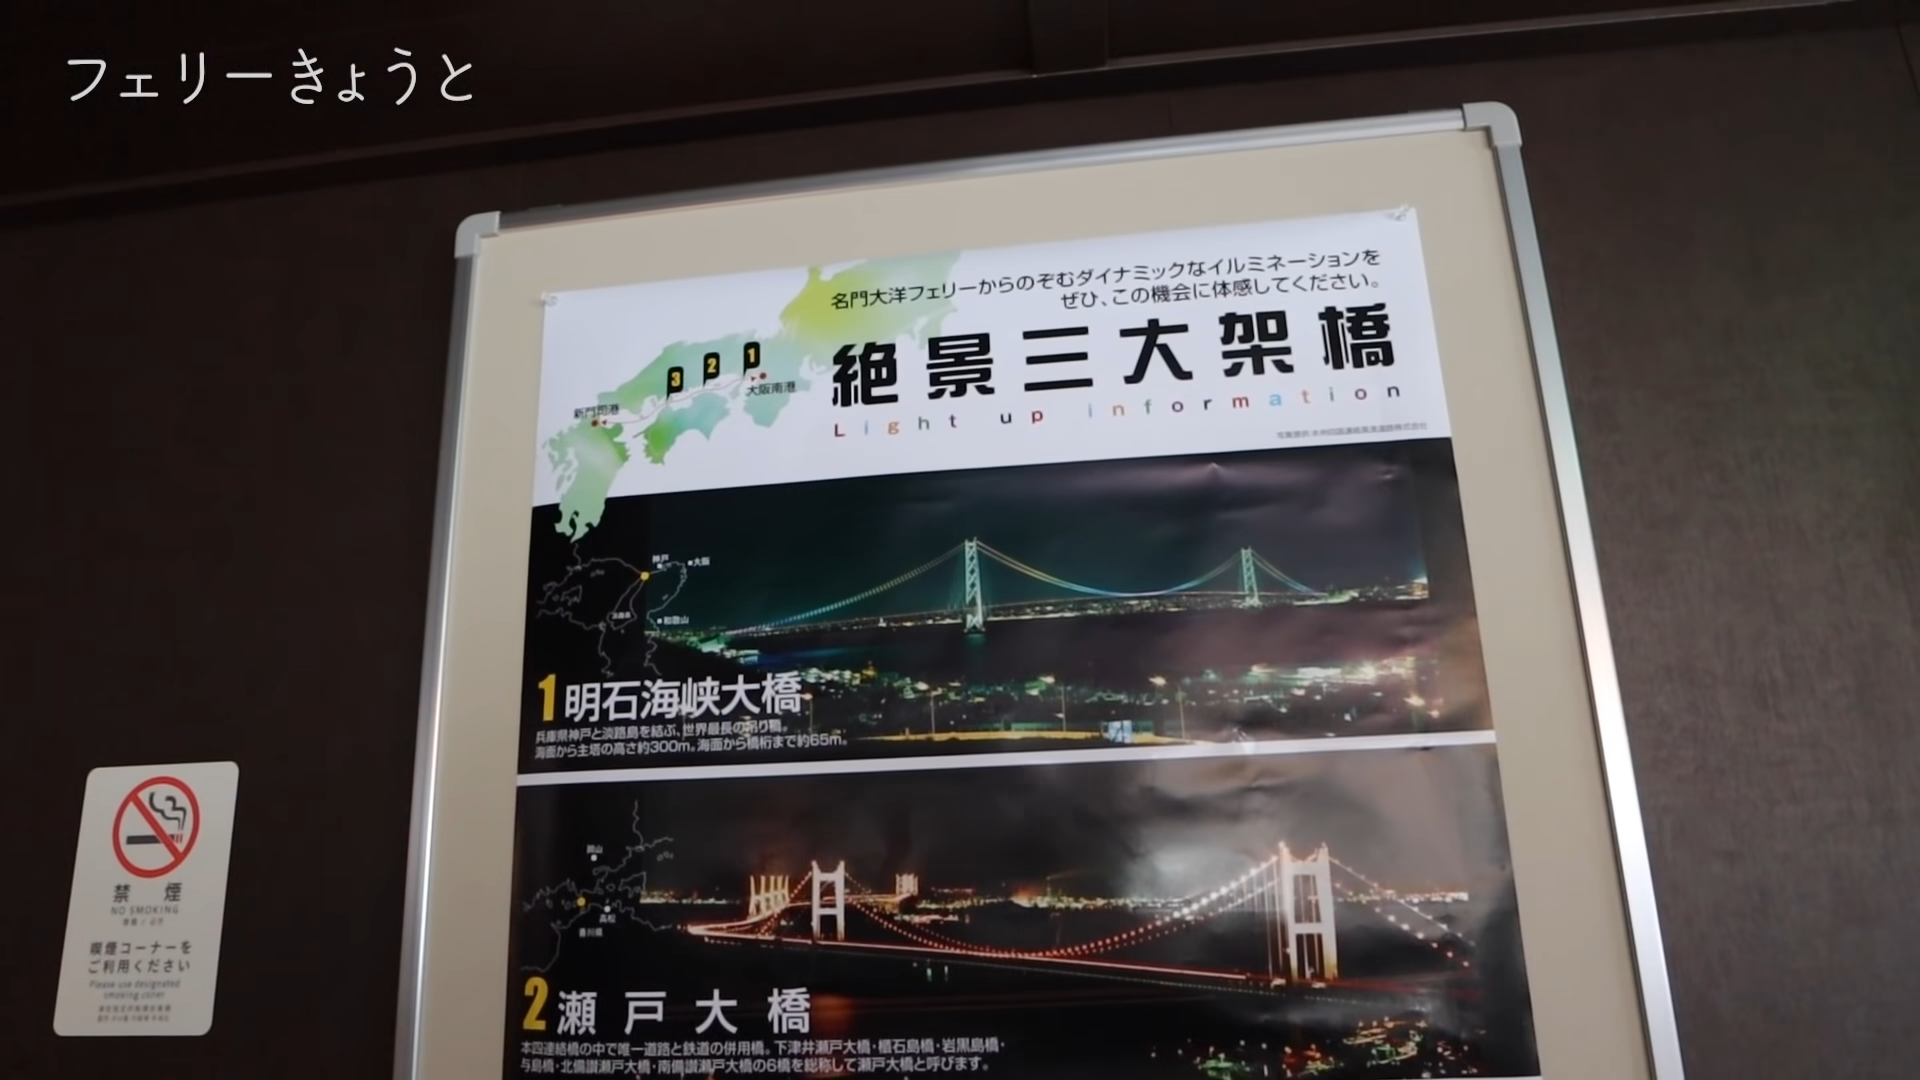 フェリーきょうと
名門大洋フェリーからのぞむダイナミックなイルミネーションを
ぜひ、この機会に体感してください。
絶景三大架橋
Light up information
3 2 1
大阪南港
新門司港
神戸
大阪
和歌山
1 明石海峡大橋
兵庫県神戸と淡路島を結ぶ、世界最長の吊り橋。
海面から主塔の高さ約300m。海面から橋桁まで約65m。
岡山
高松
香川県
2 瀬戸大橋
本四連絡橋の中で唯一道路と鉄道の併用橋。下津井瀬戸大橋・櫃石島橋・岩黒島橋・
与島橋・北備讃瀬戸大橋・南備讃瀬戸大橋の6橋を総称して瀬戸大橋と呼びます。
禁煙
NO SMOKING
喫煙コーナーを
ご利用ください
Please use designated
smoking corner